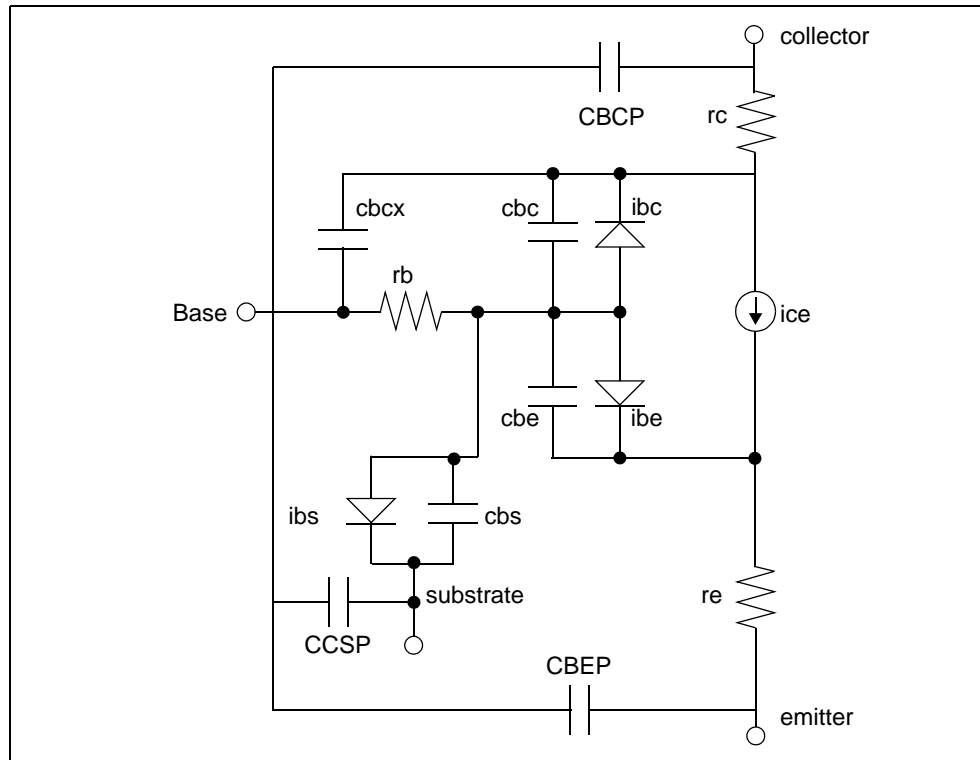 collector
CBCP
rc
cbcx
cbc
ibc
rb
Base
ice
cbe
ibe
ibs
cbs
substrate
re
CCSP
CBEP
emitter